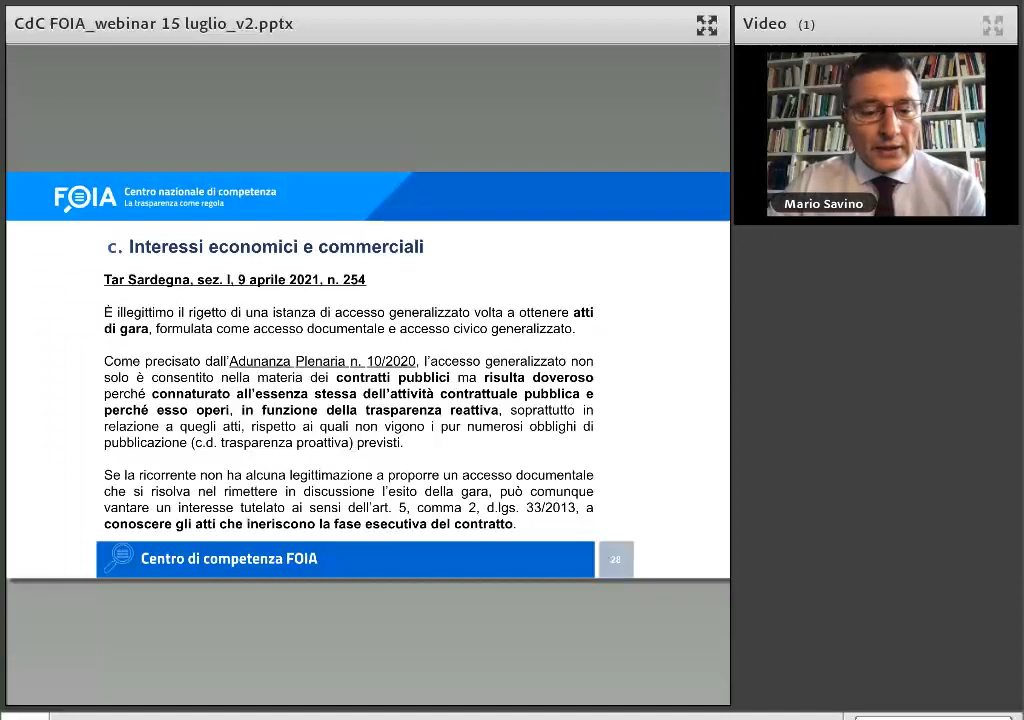 CdC FOIA_webinar 15 luglio_v2.pptx
Video (1)
Mario Savino
FOIA Centro nazionale di competenza
La trasparenza come regola
c. Interessi economici e commerciali
Tar Sardegna, sez. I, 9 aprile 2021, n. 254
È illegittimo il rigetto di una istanza di accesso generalizzato volta a ottenere atti
di gara, formulata come accesso documentale e accesso civico generalizzato.
Come precisato dall'Adunanza Plenaria n. 10/2020, l'accesso generalizzato non
solo è consentito nella materia dei contratti pubblici ma risulta doveroso
perché connaturato all'essenza stessa dell'attività contrattuale pubblica e
perché esso operi, in funzione della trasparenza reattiva, soprattutto in
relazione a quegli atti, rispetto ai quali non vigono i pur numerosi obblighi di
pubblicazione (c.d. trasparenza proattiva) previsti.
Se la ricorrente non ha alcuna legittimazione a proporre un accesso documentale
che si risolva nel rimettere in discussione l'esito della gara, può comunque
vantare un interesse tutelato ai sensi dell'art. 5, comma 2, d.lgs. 33/2013, a
conoscere gli atti che ineriscono la fase esecutiva del contratto.
Centro di competenza FOIA
28